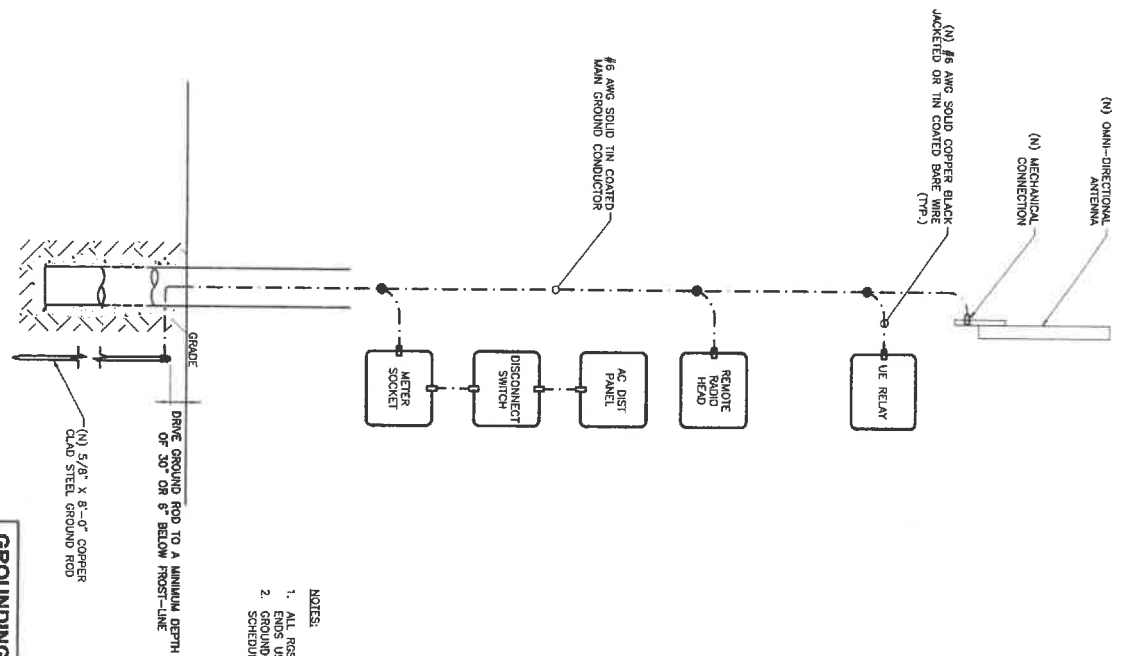 (N) OMNI-DIRECTIONAL
ANTENNA
(N) MECHANICAL
CONNECTION
(N) #6 AWG SOLID COPPER BLACK
JACKETED OR TIN COATED BARE WIRE
(TYP.)
#6 AWG SOLID TIN COATED
MAIN GROUND CONDUCTOR
UE RELAY
REMOTE
RADIO
HEAD
AC DIST
PANEL
DISCONNECT
SWITCH
METER
SOCKET
GRADE
DRIVE GROUND ROD TO A MINIMUM DEPTH
OF 30" OR 6" BELOW FROST-LINE
(N) 5/8" X 8'-0" COPPER
CLAD STEEL GROUND ROD
NOTES:
1. ALL RGS
ENDS US
2. GROUND
SCHEDU
GROUNDING